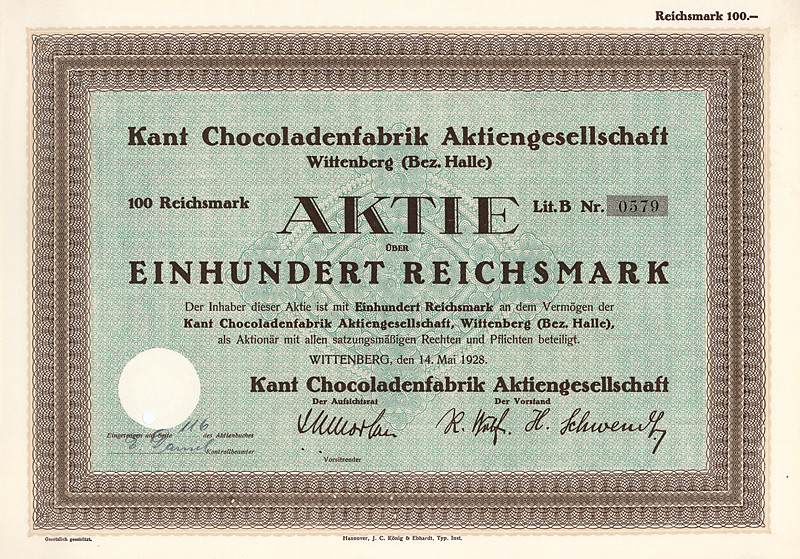 Reichsmark 100.—
Kant Chocoladenfabrik Aktiengesellschaft
Wittenberg (Bez. Halle)
100 Reichsmark AKTIE Lit. B Nr. 0579
ÜBER
EINHUNDERT REICHSMARK
Der Inhaber dieser Aktie ist mit Einhundert Reichsmark an dem Vermögen der
Kant Chocoladenfabrik Aktiengesellschaft, Wittenberg (Bez. Halle),
als Aktionär mit allen satzungsmäßigen Rechten und Pflichten beteiligt.
WITTENBERG, den 14. Mai 1928.
Kant Chocoladenfabrik Aktiengesellschaft
Der Aufsichtsrat Der Vorstand
H. Schwendt
Eingetragen auf Seite 116 des Aktienbuches
Kontrollbeamter
Vorsitzender
Gesetzlich geschützt.
Hannover, J. C. König & Ebhardt, Typ. Inst.